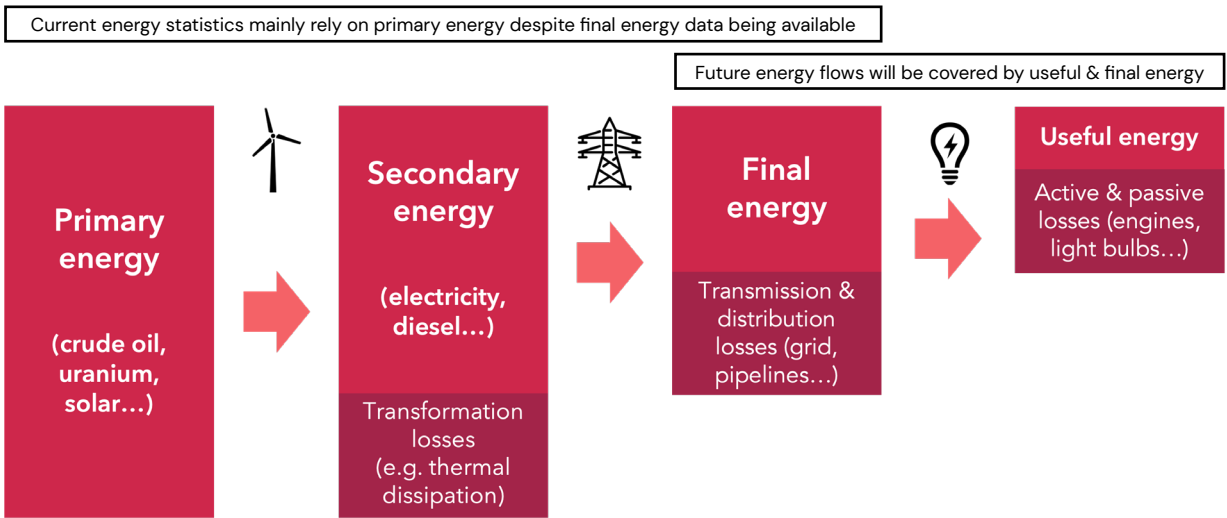 Current energy statistics mainly rely on primary energy despite final energy data being available
Future energy flows will be covered by useful & final energy
Primary
energy
(crude oil,
uranium,
solar…)
Secondary
energy
(electricity,
diesel…)
Transformation
losses
(e.g. thermal
dissipation)
Final
energy
Transmission &
distribution
losses (grid,
pipelines…)
Useful energy
Active & passive
losses (engines,
light bulbs…)